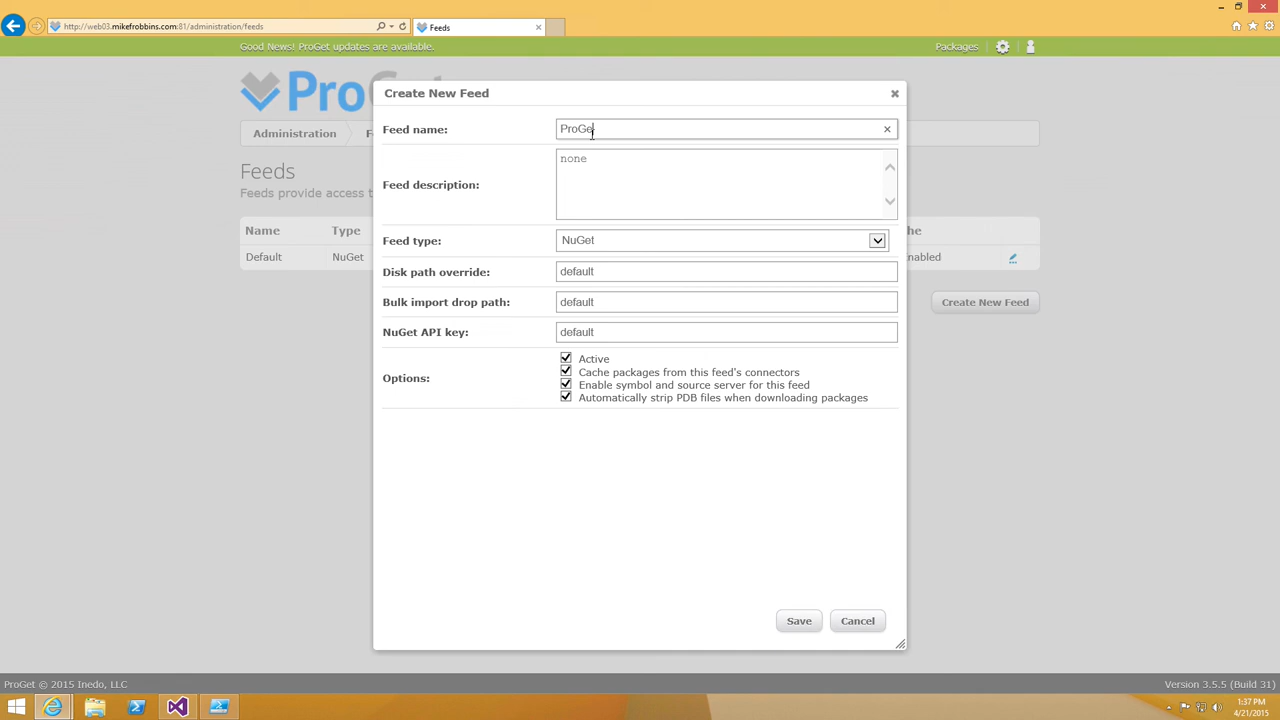 http://web03.mikefrobbins.com:81/administration/feeds
Feeds
Good News! ProGet updates are available.
Packages
Create New Feed
Administration
Feeds
Feeds provide access t
Name Type
Default NuGet
Create New Feed
Feed name: ProGe
Feed description: none
Feed type: NuGet
Disk path override: default
Bulk import drop path: default
NuGet API key: default
Options:
Active
Cache packages from this feed's connectors
Enable symbol and source server for this feed
Automatically strip PDB files when downloading packages
Save Cancel
ProGet © 2015 Inedo, LLC
Version 3.5.5 (Build 31)
1:37 PM
4/21/2015